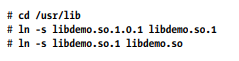 # cd /usr/lib
# ln -s libdemo.so.1.0.1 libdemo.so.1
# ln -s libdemo.so.1 libdemo.so